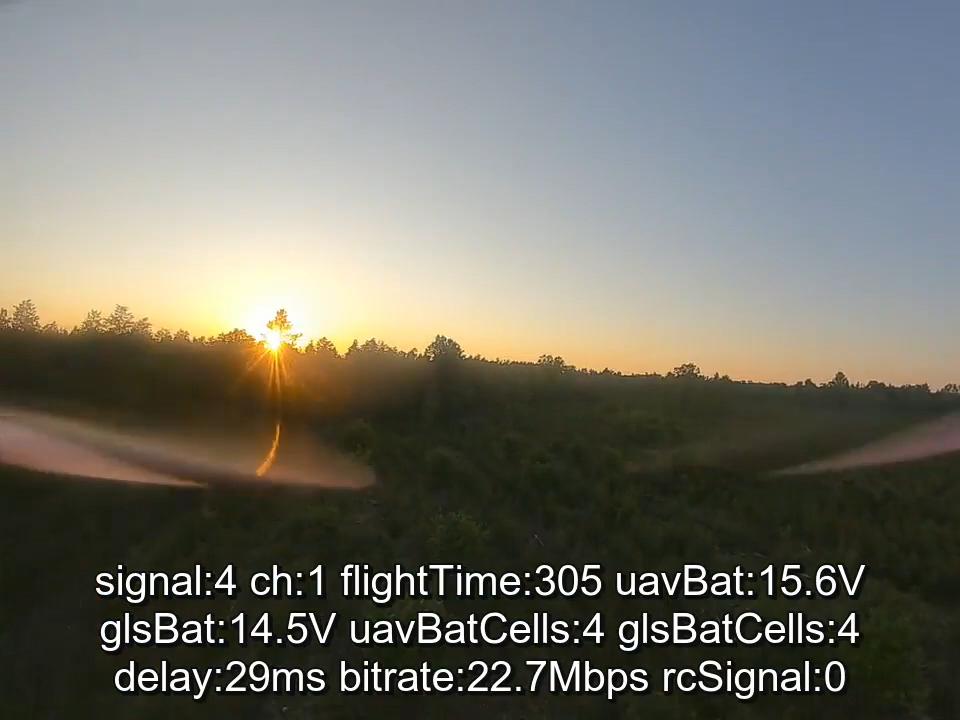 signal:4 ch:1 flightTime:305 uavBat:15.6V
glsBat:14.5V uavBatCells:4 glsBatCells:4
delay:29ms bitrate:22.7Mbps rcSignal:0